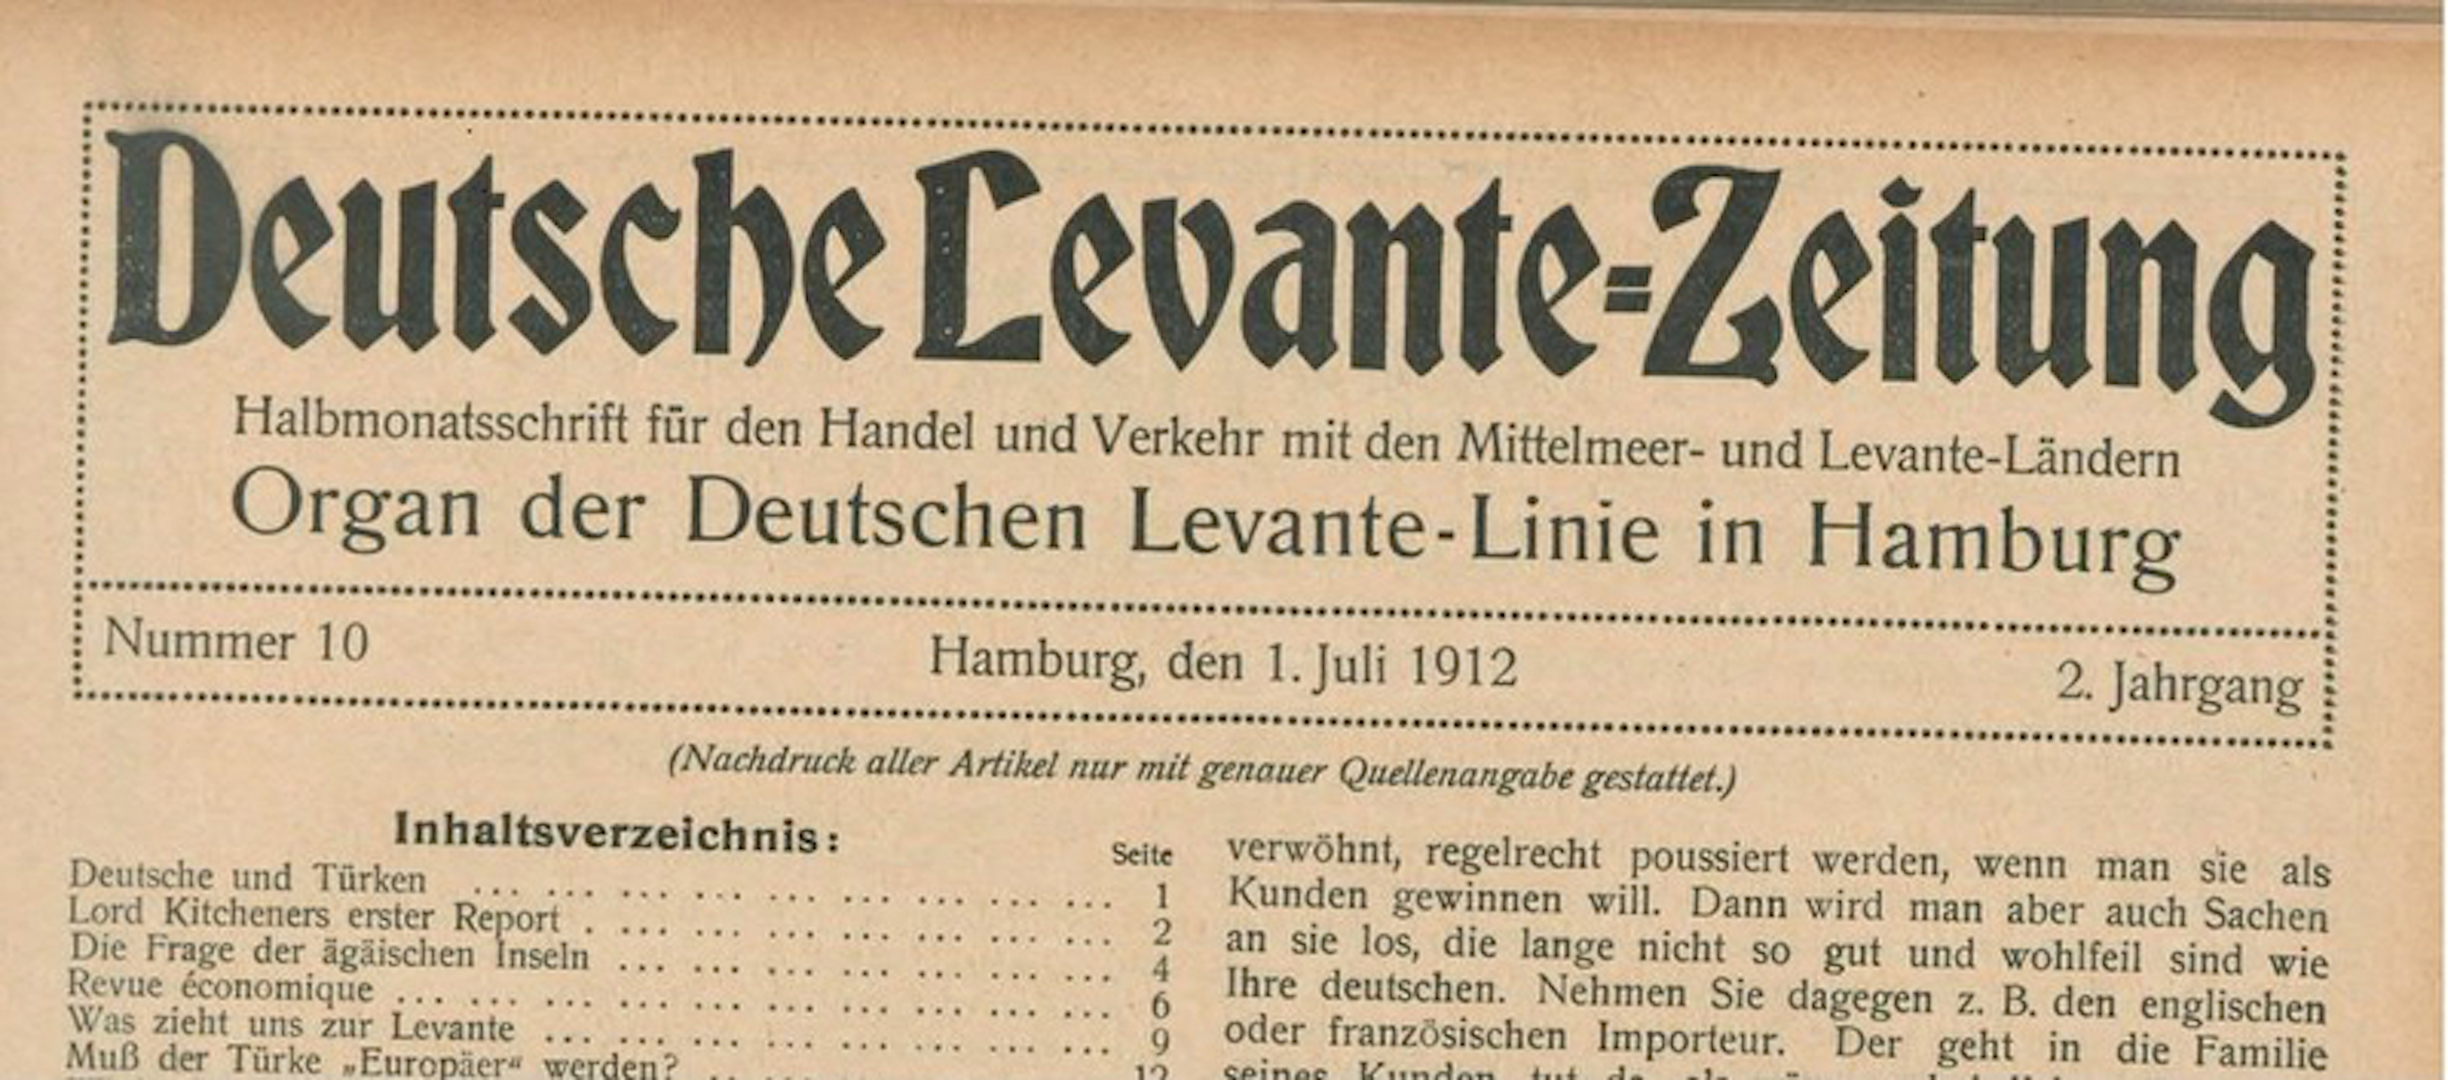 Deutsche Levante=Zeitung
Halbmonatsschrift für den Handel und Verkehr mit den Mittelmeer- und Levante-Ländern
Organ der Deutschen Levante-Linie in Hamburg
Nummer 10 Hamburg, den 1. Juli 1912 2. Jahrgang
(Nachdruck aller Artikel nur mit genauer Quellenangabe gestattet.)
Inhaltsverzeichnis:
Seite
Deutsche und Türken ... ... ... ... ... ... ... ... ... 1
Lord Kitcheners erster Report . ... ... ... ... ... ... ... 2
Die Frage der ägäischen Inseln ... ... ... ... ... ... ... 4
Revue économique ... ... ... ... ... ... ... ... ... ... 6
Was zieht uns zur Levante ... ... ... ... ... ... ... ... 9
Muß der Türke „Europäer“ werden? .. ... 12
verwöhnt, regelrecht poussiert werden, wenn man sie als
Kunden gewinnen will. Dann wird man aber auch Sachen
an sie los, die lange nicht so gut und wohlfeil sind wie
Ihre deutschen. Nehmen Sie dagegen z. B. den englischen
oder französischen Importeur. Der geht in die Familie
seines Kunden tut